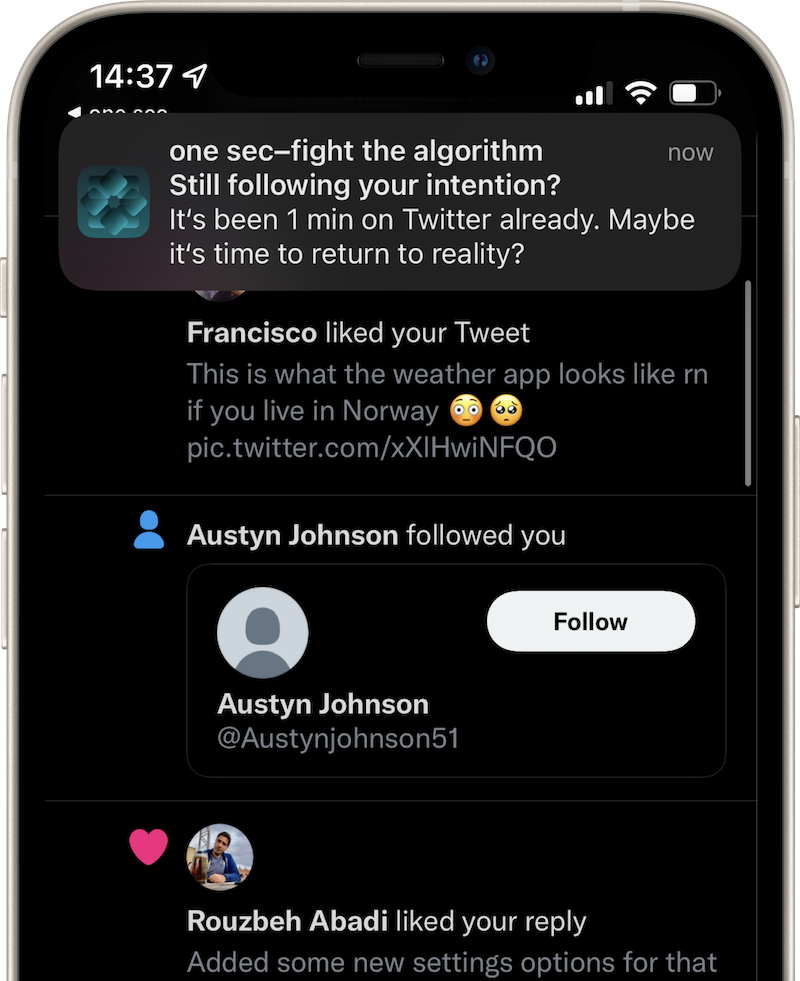 14:37
one sec
one sec–fight the algorithm
now
Still following your intention?
It‘s been 1 min on Twitter already. Maybe
it‘s time to return to reality?
Francisco liked your Tweet
This is what the weather app looks like rn
if you live in Norway 😳🥺
pic.twitter.com/xXlHwiNFQO
Austyn Johnson followed you
Follow
Austyn Johnson
@Austynjohnson51
Rouzbeh Abadi liked your reply
Added some new settings options for that